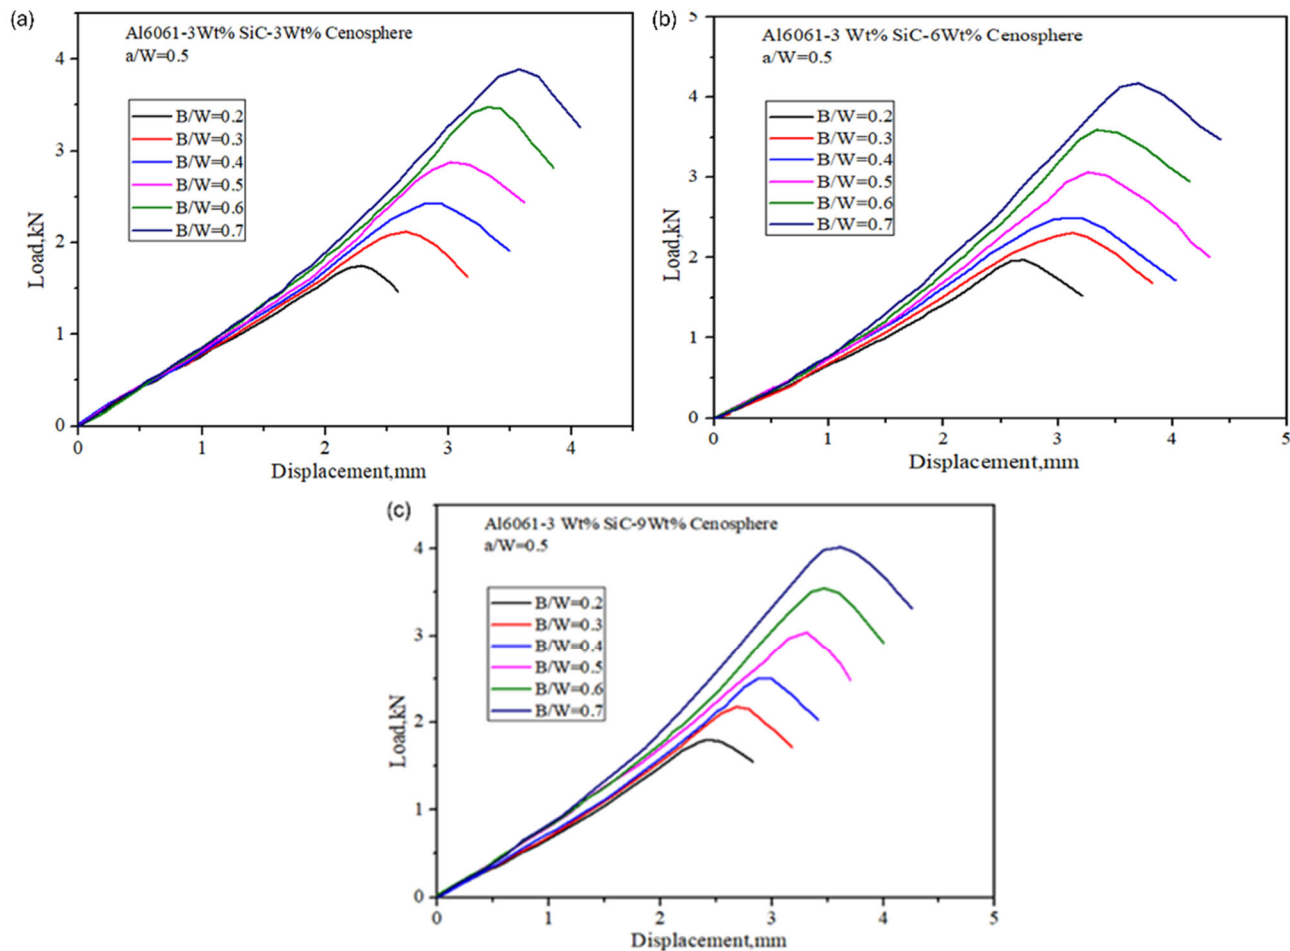 (a)
Al6061-3Wt% SiC-3Wt% Cenosphere
a/W=0.5
B/W=0.2
B/W=0.3
B/W=0.4
B/W=0.5
B/W=0.6
B/W=0.7
Load,kN
4
3
2
1
0
0 1 2 3 4
Displacement,mm
(b)
Al6061-3 Wt% SiC-6Wt% Cenosphere
a/W=0.5
B/W=0.2
B/W=0.3
B/W=0.4
B/W=0.5
B/W=0.6
B/W=0.7
Load,kN
5
4
3
2
1
0
0 1 2 3 4 5
Displacement,mm
(c)
Al6061-3 Wt% SiC-9Wt% Cenosphere
a/W=0.5
B/W=0.2
B/W=0.3
B/W=0.4
B/W=0.5
B/W=0.6
B/W=0.7
Load,kN
4
3
2
1
0
0 1 2 3 4 5
Displacement,mm